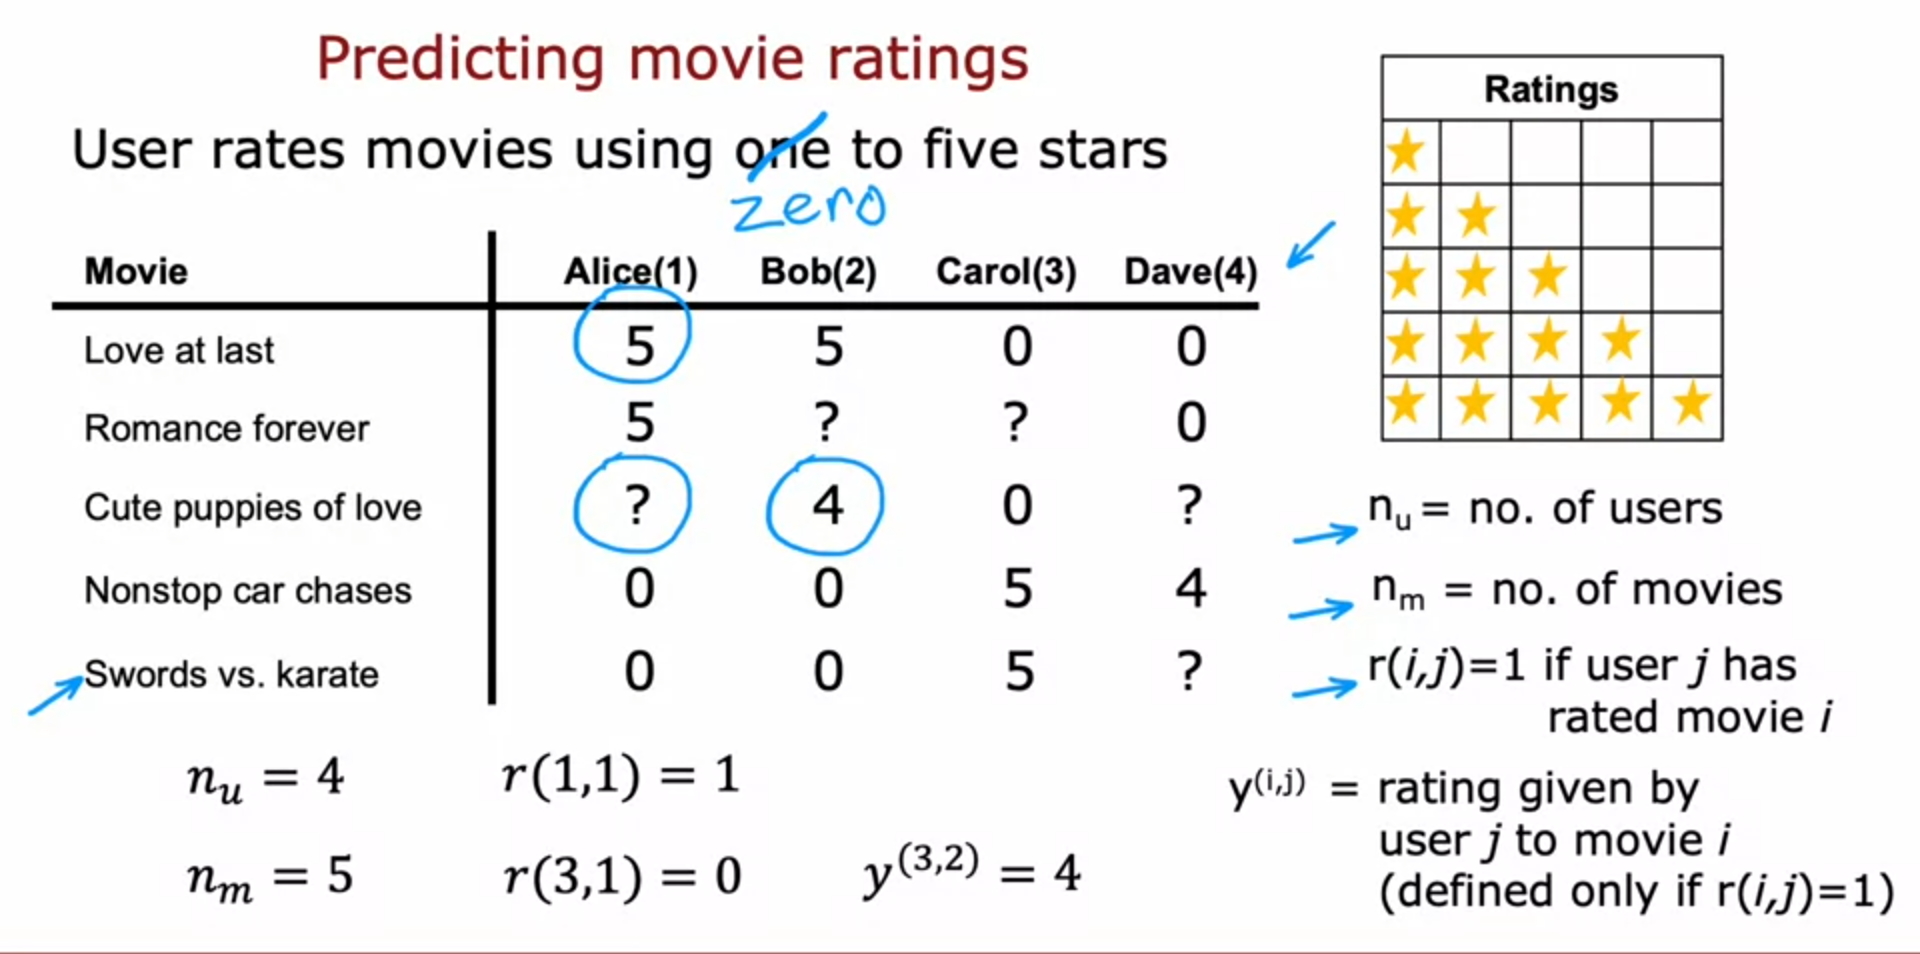 Predicting movie ratings
User rates movies using one to five stars
zero
Movie Alice(1) Bob(2) Carol(3) Dave(4)
Love at last 5 5 0 0
Romance forever 5 ? ? 0
Cute puppies of love ? 4 0 ?
Nonstop car chases 0 0 5 4
Swords vs. karate 0 0 5 ?
n_u = 4 r(1,1) = 1
n_m = 5 r(3,1) = 0 y^(3,2) = 4
Ratings
n_u = no. of users
n_m = no. of movies
r(i,j)=1 if user j has
rated movie i
y^(i,j) = rating given by
user j to movie i
(defined only if r(i,j)=1)